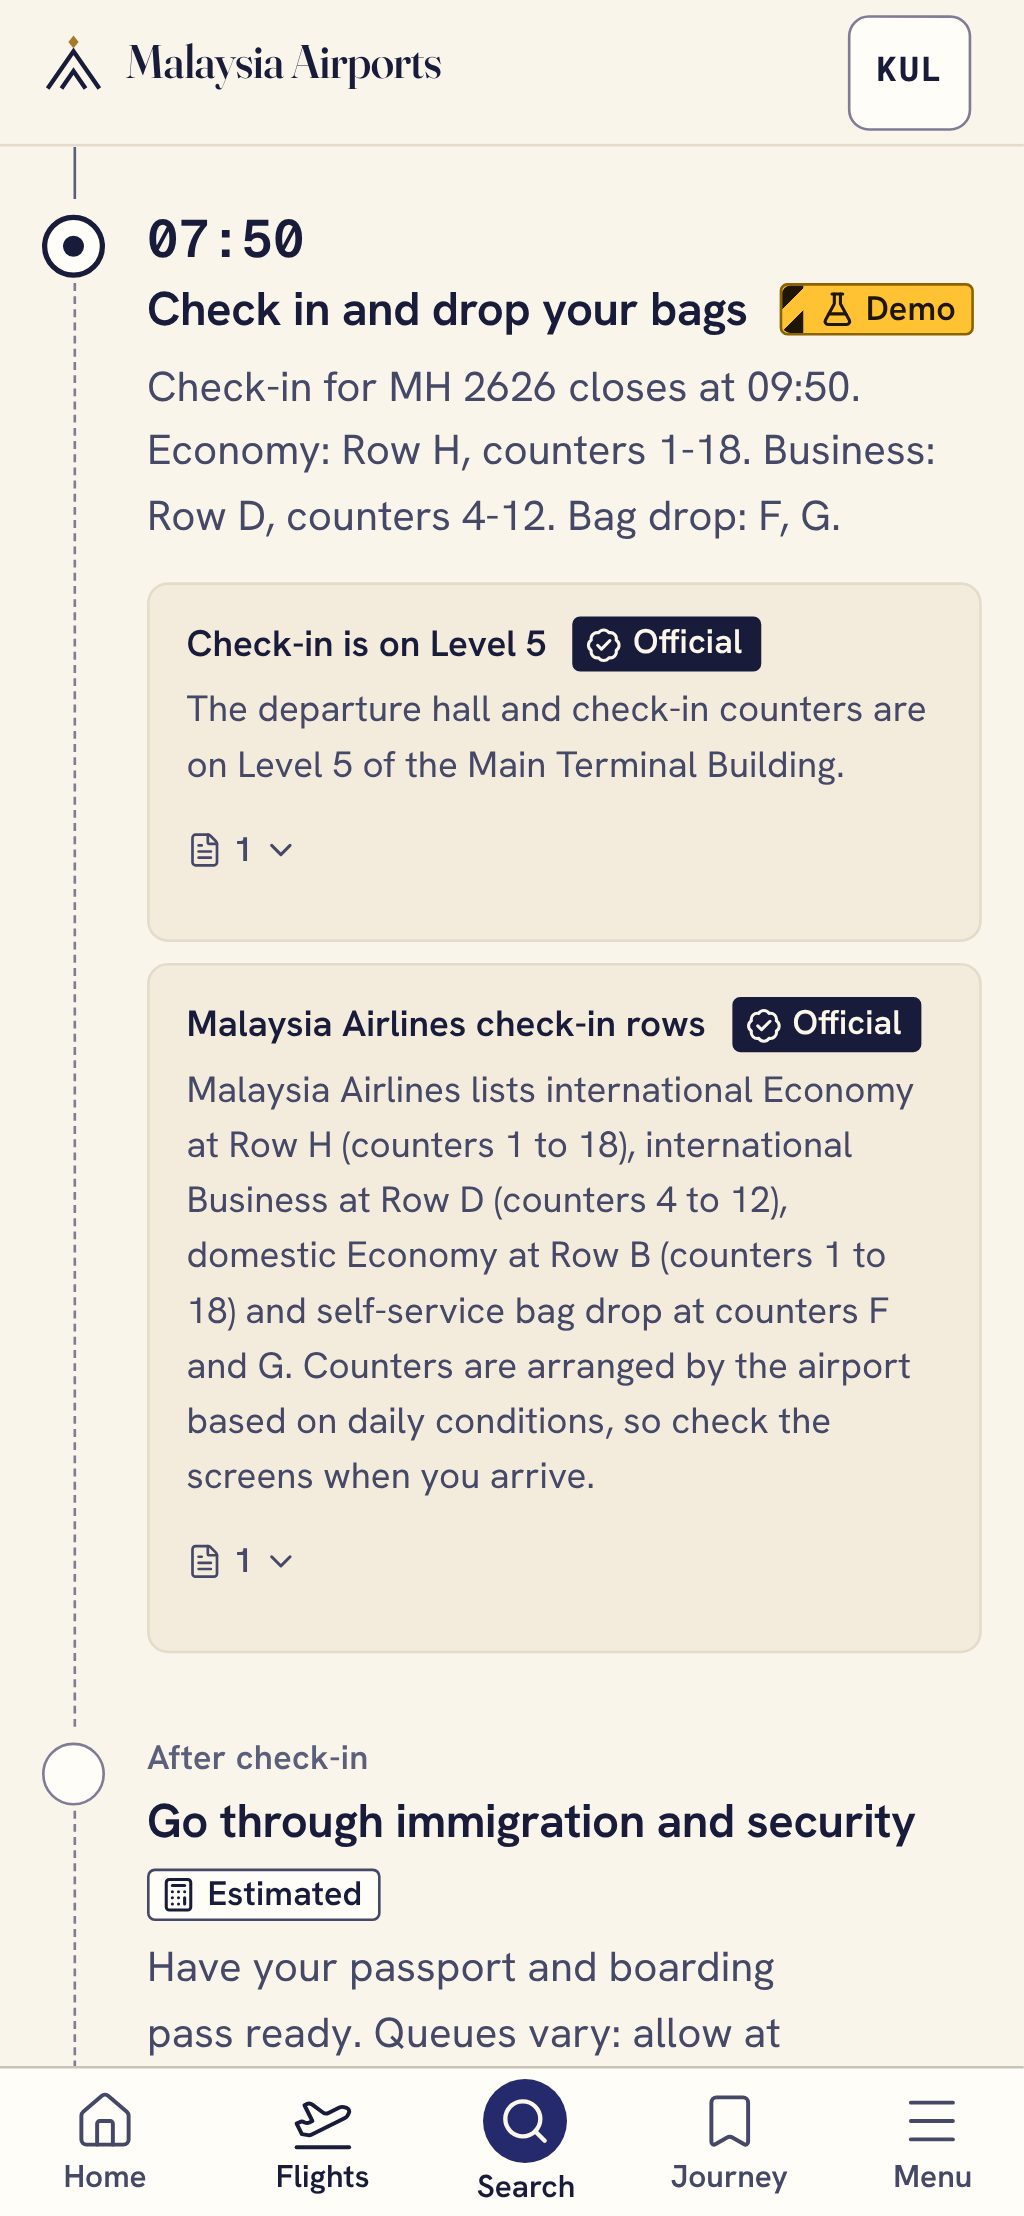 Malaysia Airports
KUL
07:50
Check in and drop your bags
Demo
Check-in for MH 2626 closes at 09:50.
Economy: Row H, counters 1-18. Business:
Row D, counters 4-12. Bag drop: F, G.
Check-in is on Level 5
Official
The departure hall and check-in counters are
on Level 5 of the Main Terminal Building.
1
Malaysia Airlines check-in rows
Official
Malaysia Airlines lists international Economy
at Row H (counters 1 to 18), international
Business at Row D (counters 4 to 12),
domestic Economy at Row B (counters 1 to
18) and self-service bag drop at counters F
and G. Counters are arranged by the airport
based on daily conditions, so check the
screens when you arrive.
1
After check-in
Go through immigration and security
Estimated
Have your passport and boarding
pass ready. Queues vary: allow at
Home
Flights
Search
Journey
Menu